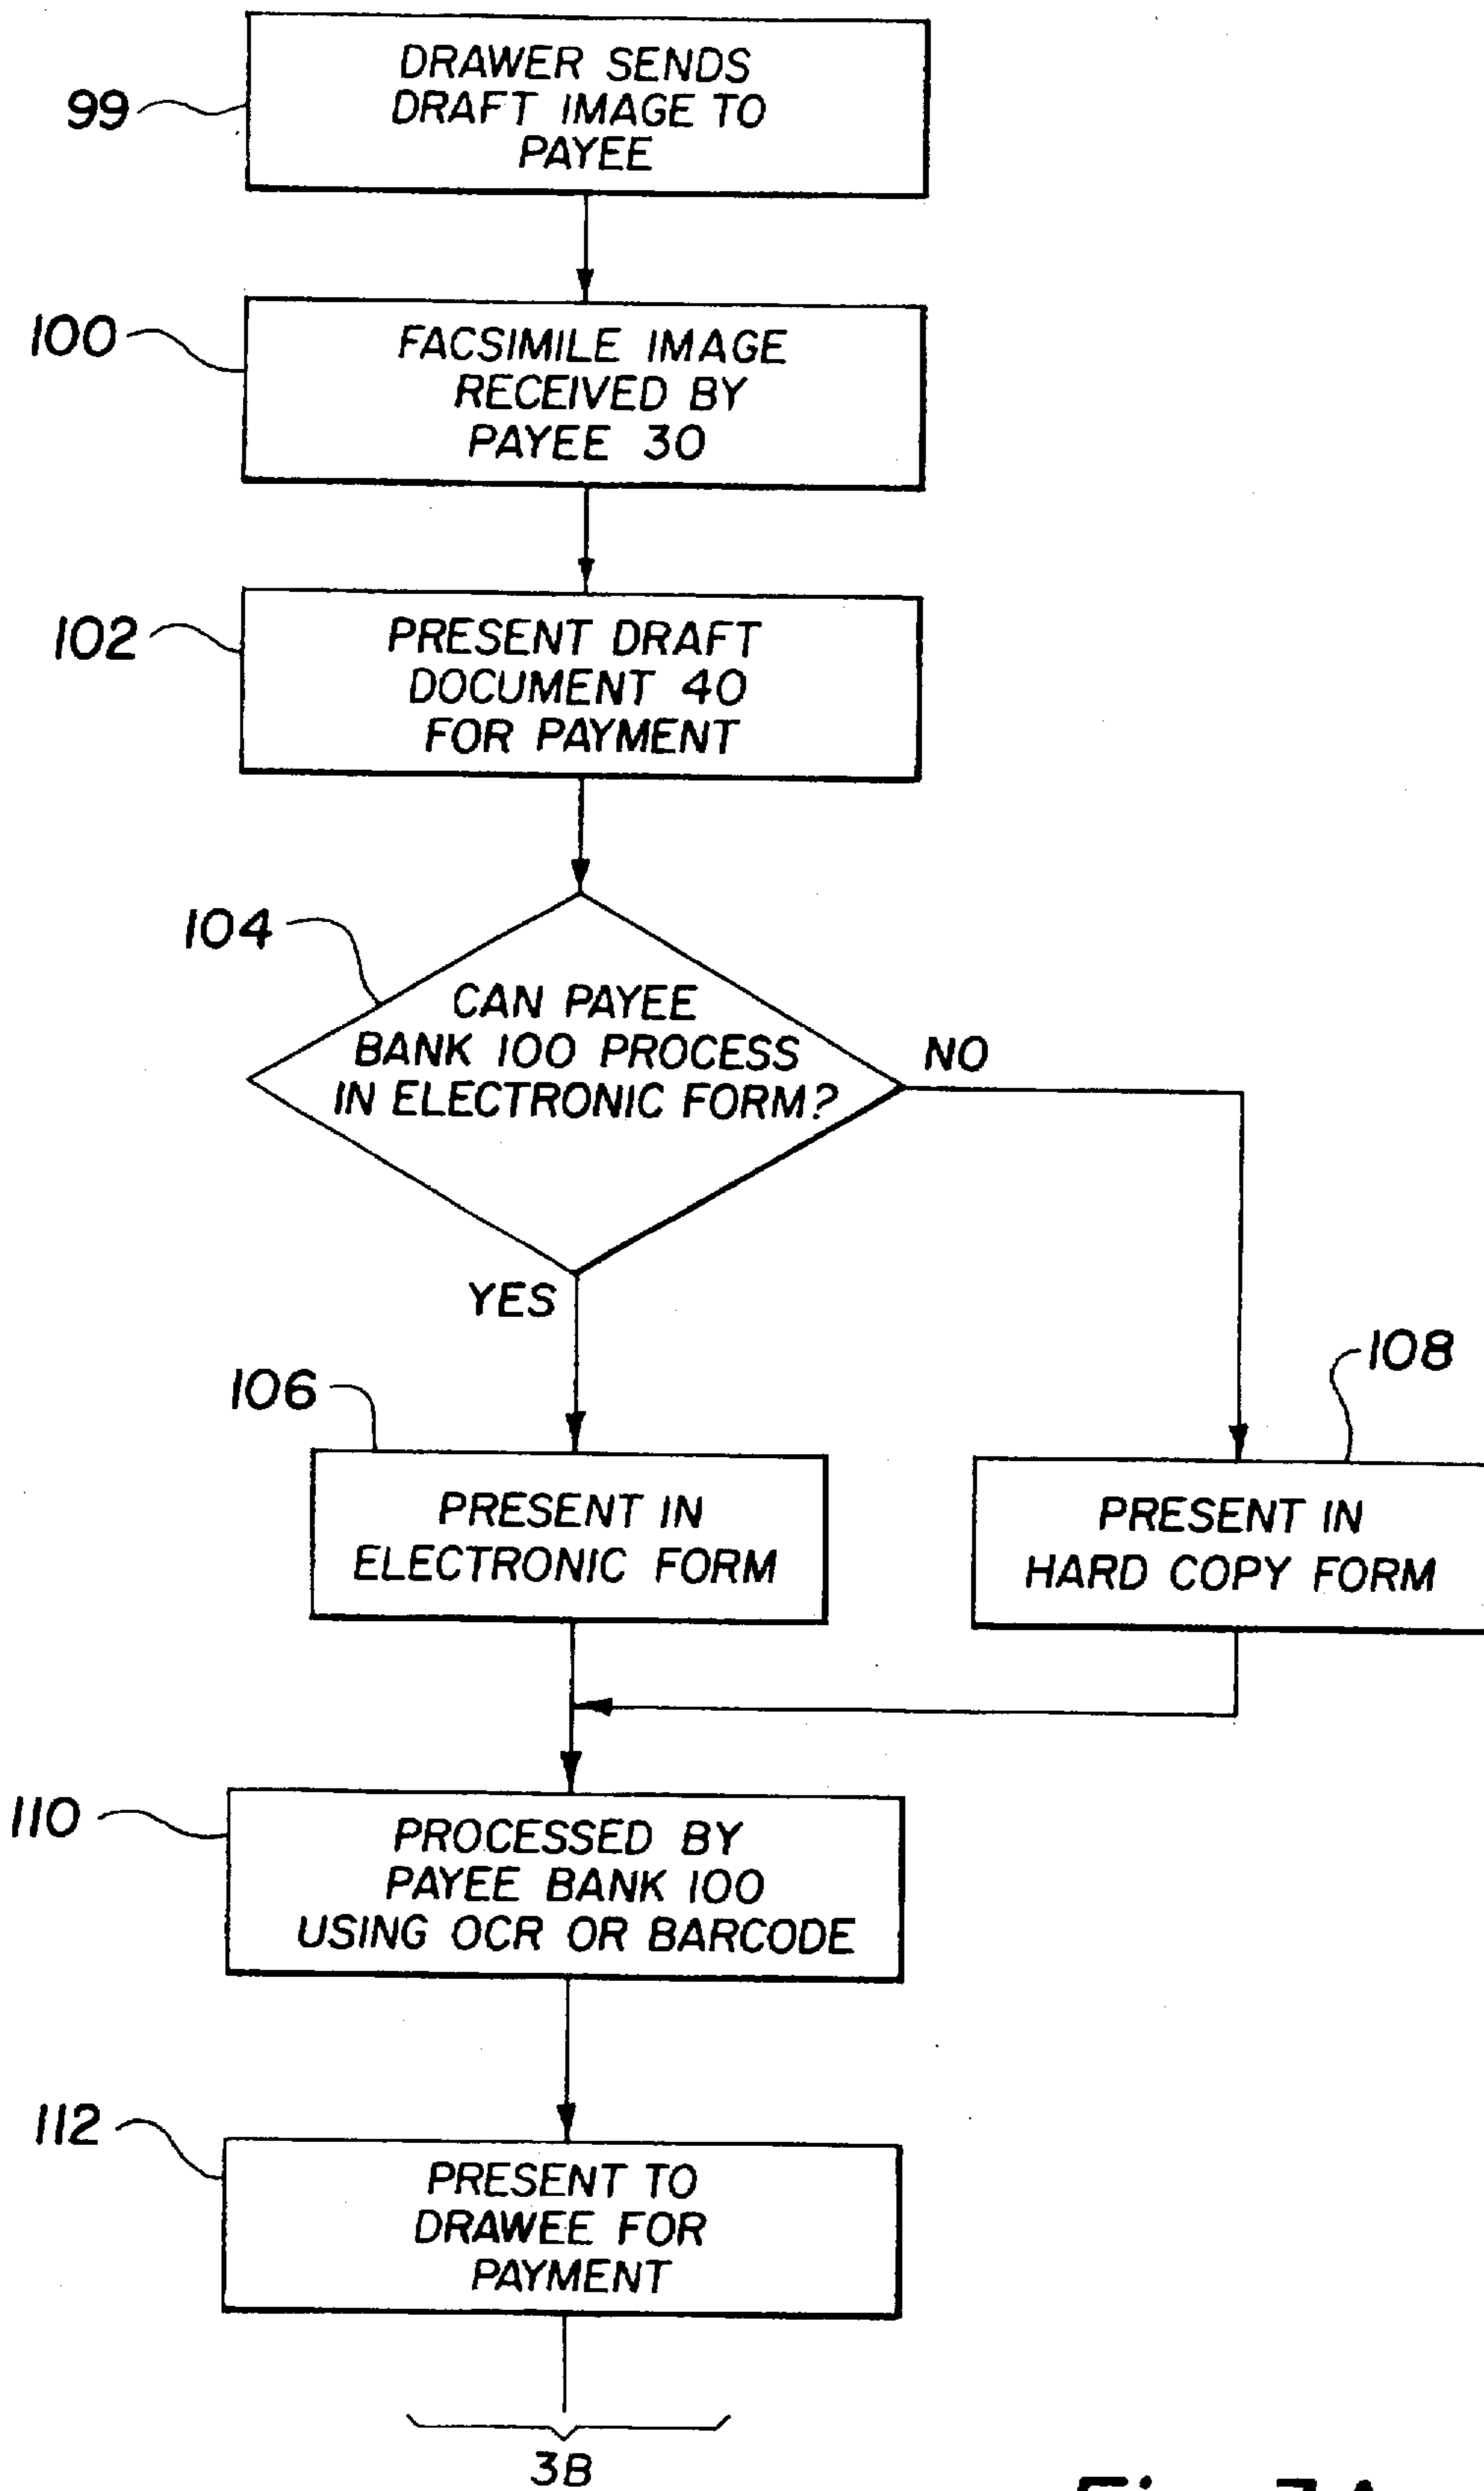 99
DRAWER SENDS
DRAFT IMAGE TO
PAYEE
100
FACSIMILE IMAGE
RECEIVED BY
PAYEE 30
102
PRESENT DRAFT
DOCUMENT 40
FOR PAYMENT
104
CAN PAYEE
BANK 100 PROCESS
IN ELECTRONIC FORM?
NO
YES
106
PRESENT IN
ELECTRONIC FORM
108
PRESENT IN
HARD COPY FORM
110
PROCESSED BY
PAYEE BANK 100
USING OCR OR BARCODE
112
PRESENT TO
DRAWEE FOR
PAYMENT
3B